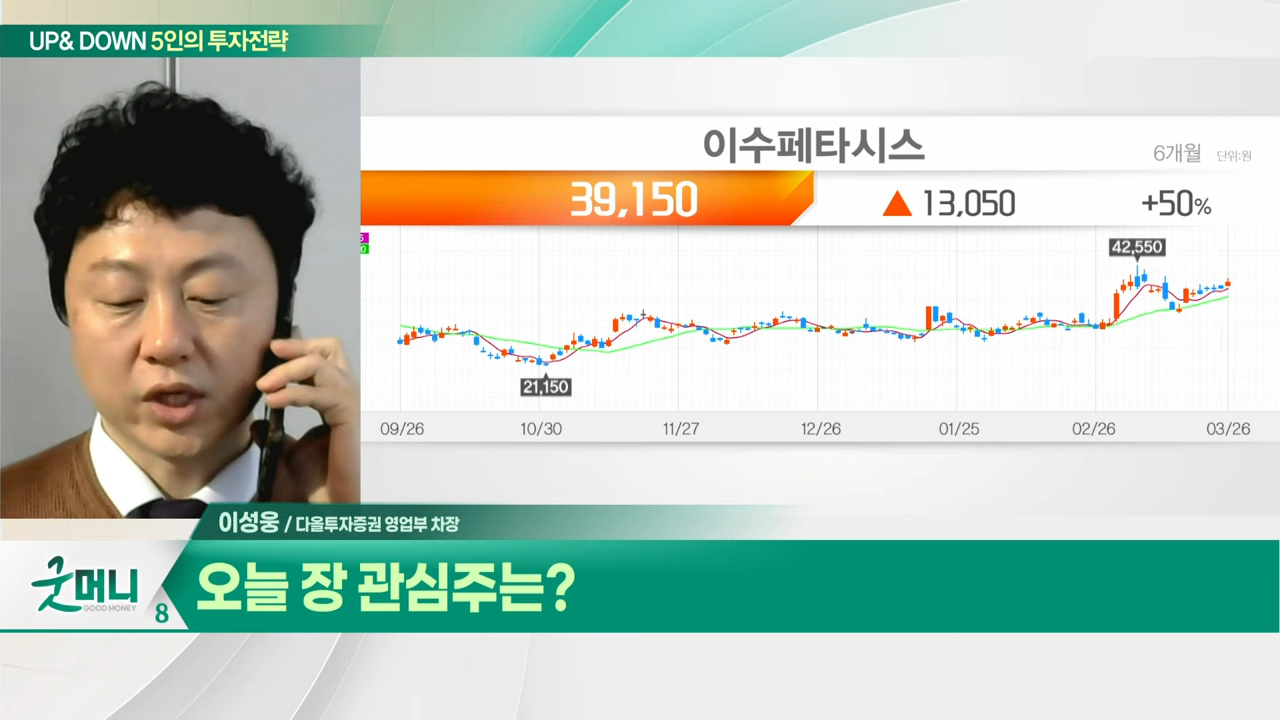 UP& DOWN 5인의 투자전략
이수페타시스
6개월 단위:원
39,150 ▲ 13,050 +50%
42,550
21,150
09/26 10/30 11/27 12/26 01/25 02/26 03/26
이성웅 / 다올투자증권 영업부 차장
굿머니
GOOD MONEY
8
오늘 장 관심주는?